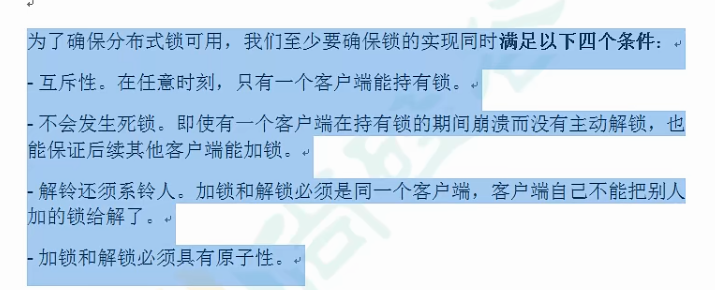 为了确保分布式锁可用，我们至少要确保锁的实现同时满足以下四个条件：
- 互斥性。在任意时刻，只有一个客户端能持有锁。
- 不会发生死锁。即使有一个客户端在持有锁的期间崩溃而没有主动解锁，也
能保证后续其他客户端能加锁。
- 解铃还须系铃人。加锁和解锁必须是同一个客户端，客户端自己不能把别人
加的锁给解了。
- 加锁和解锁必须具有原子性。